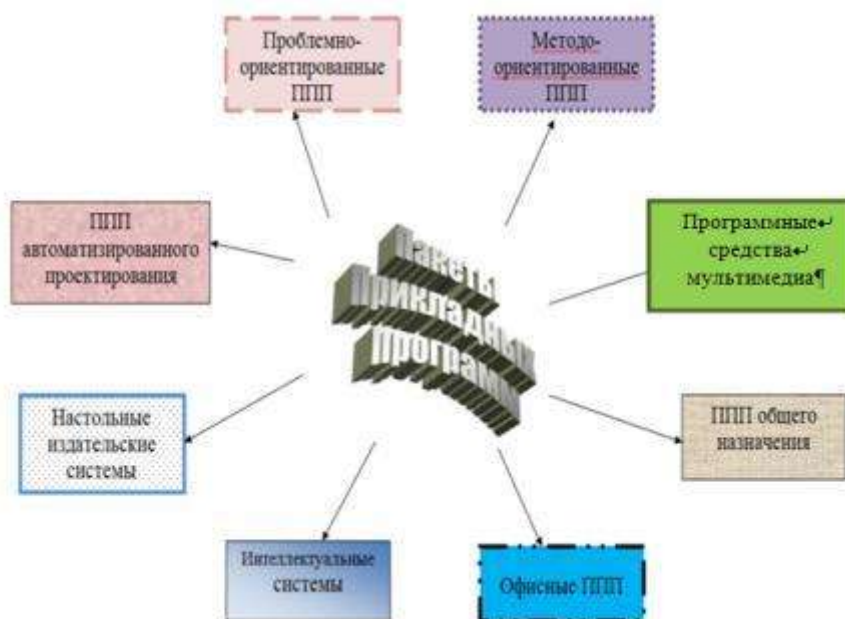 Проблемно-
ориентированные
ППП
Методо-
ориентированные
ППП
ППП
автоматизированного
проектирования
Программные↵
средства↵
мультимедиа¶
Пакеты
Прикладных
Программ
Настольные
издательские
системы
ППП общего
назначения
Интеллектуальные
системы
Офисные ППП